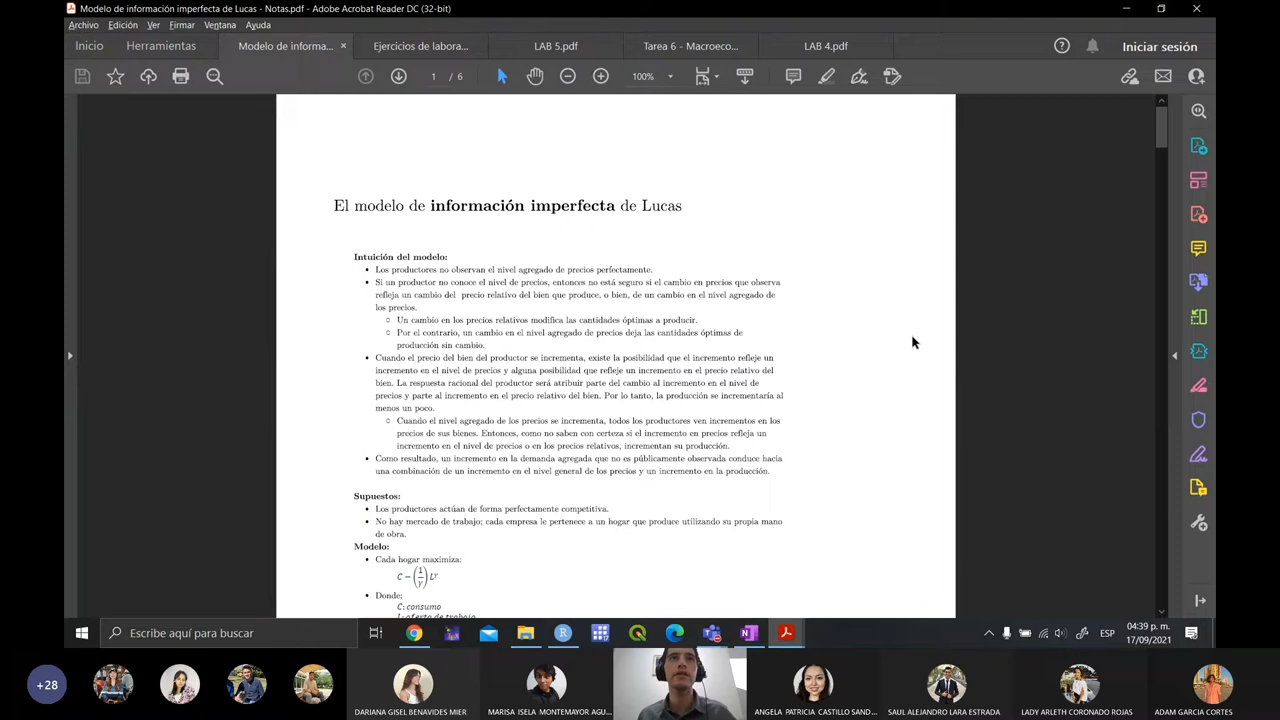 Modelo de información imperfecta de Lucas - Notas.pdf - Adobe Acrobat Reader DC (32-bit)
Archivo Edición Ver Firmar Ventana Ayuda
Inicio Herramientas Modelo de informa... × Ejercicios de labora... LAB 5.pdf Tarea 6 - Macroeco... LAB 4.pdf Iniciar sesión
1 / 6 100%
El modelo de información imperfecta de Lucas
Intuición del modelo:
• Los productores no observan el nivel agregado de precios perfectamente.
• Si un productor no conoce el nivel de precios, entonces no está seguro si el cambio en precios que observa
refleja un cambio del precio relativo del bien que produce, o bien, de un cambio en el nivel agregado de
los precios.
○ Un cambio en los precios relativos modifica las cantidades óptimas a producir.
○ Por el contrario, un cambio en el nivel agregado de precios deja las cantidades óptimas de
producción sin cambio.
• Cuando el precio del bien del productor se incrementa, existe la posibilidad que el incremento refleje un
incremento en el nivel de precios y alguna posibilidad que refleje un incremento en el precio relativo del
bien. La respuesta racional del productor será atribuir parte del cambio al incremento en el nivel de
precios y parte al incremento en el precio relativo del bien. Por lo tanto, la producción se incrementaría al
menos un poco.
○ Cuando el nivel agregado de los precios se incrementa, todos los productores ven incrementos en los
precios de sus bienes. Entonces, como no saben con certeza si el incremento en precios refleja un
incremento en el nivel de precios o en los precios relativos, incrementan su producción.
• Como resultado, un incremento en la demanda agregada que no es públicamente observada conduce hacia
una combinación de un incremento en el nivel general de los precios y un incremento en la producción.
Supuestos:
• Los productores actúan de forma perfectamente competitiva.
• No hay mercado de trabajo; cada empresa le pertenece a un hogar que produce utilizando su propia mano
de obra.
Modelo:
• Cada hogar maximiza:
C − (1/γ) L^γ
• Donde:
C: consumo
L: oferta de trabajo
Escribe aquí para buscar
ESP
04:39 p. m.
17/09/2021
+28
DARIANA GISEL BENAVIDES MIER
MARISA ISELA MONTEMAYOR AGU...
ANGELA PATRICIA CASTILLO SAND...
SAUL ALEJANDRO LARA ESTRADA
LADY ARLETH CORONADO ROJAS
ADAM GARCIA CORTES